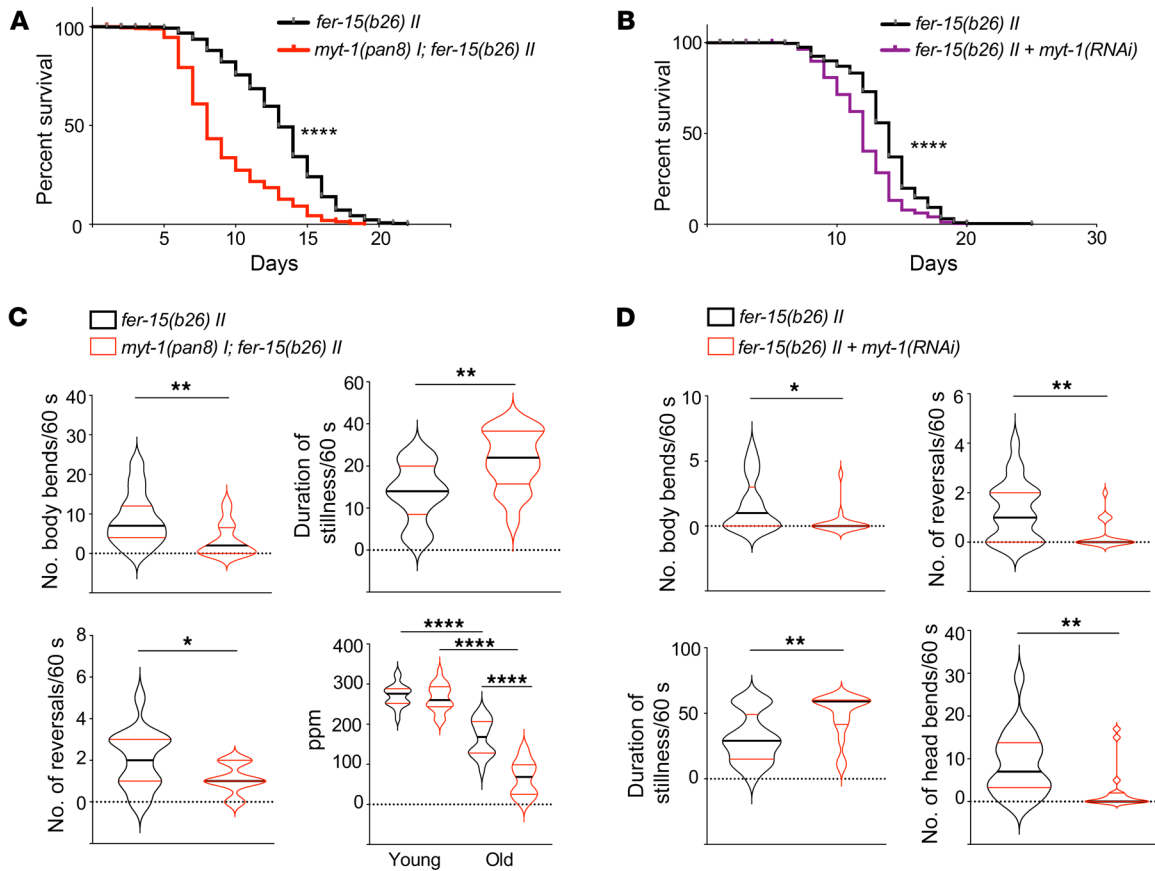 A
fer-15(b26) II
myt-1(pan8) I; fer-15(b26) II
Percent survival
100
50
0
****
5
10
15
20
Days
B
fer-15(b26) II
fer-15(b26) II + myt-1(RNAi)
Percent survival
100
50
0
****
10
20
30
Days
C
fer-15(b26) II
myt-1(pan8) I; fer-15(b26) II
No. body bends/60 s
40
30
20
10
0
**
Duration of
stillness/60 s
60
40
20
0
**
No. of reversals/60 s
8
6
4
2
0
*
ppm
400
300
200
100
0
****
****
****
Young
Old
D
fer-15(b26) II
fer-15(b26) II + myt-1(RNAi)
No. body bends/60 s
10
5
0
*
No. of reversals/60 s
6
4
2
0
**
Duration of
stillness/60 s
100
50
0
**
No. of head bends/60 s
40
30
20
10
0
**